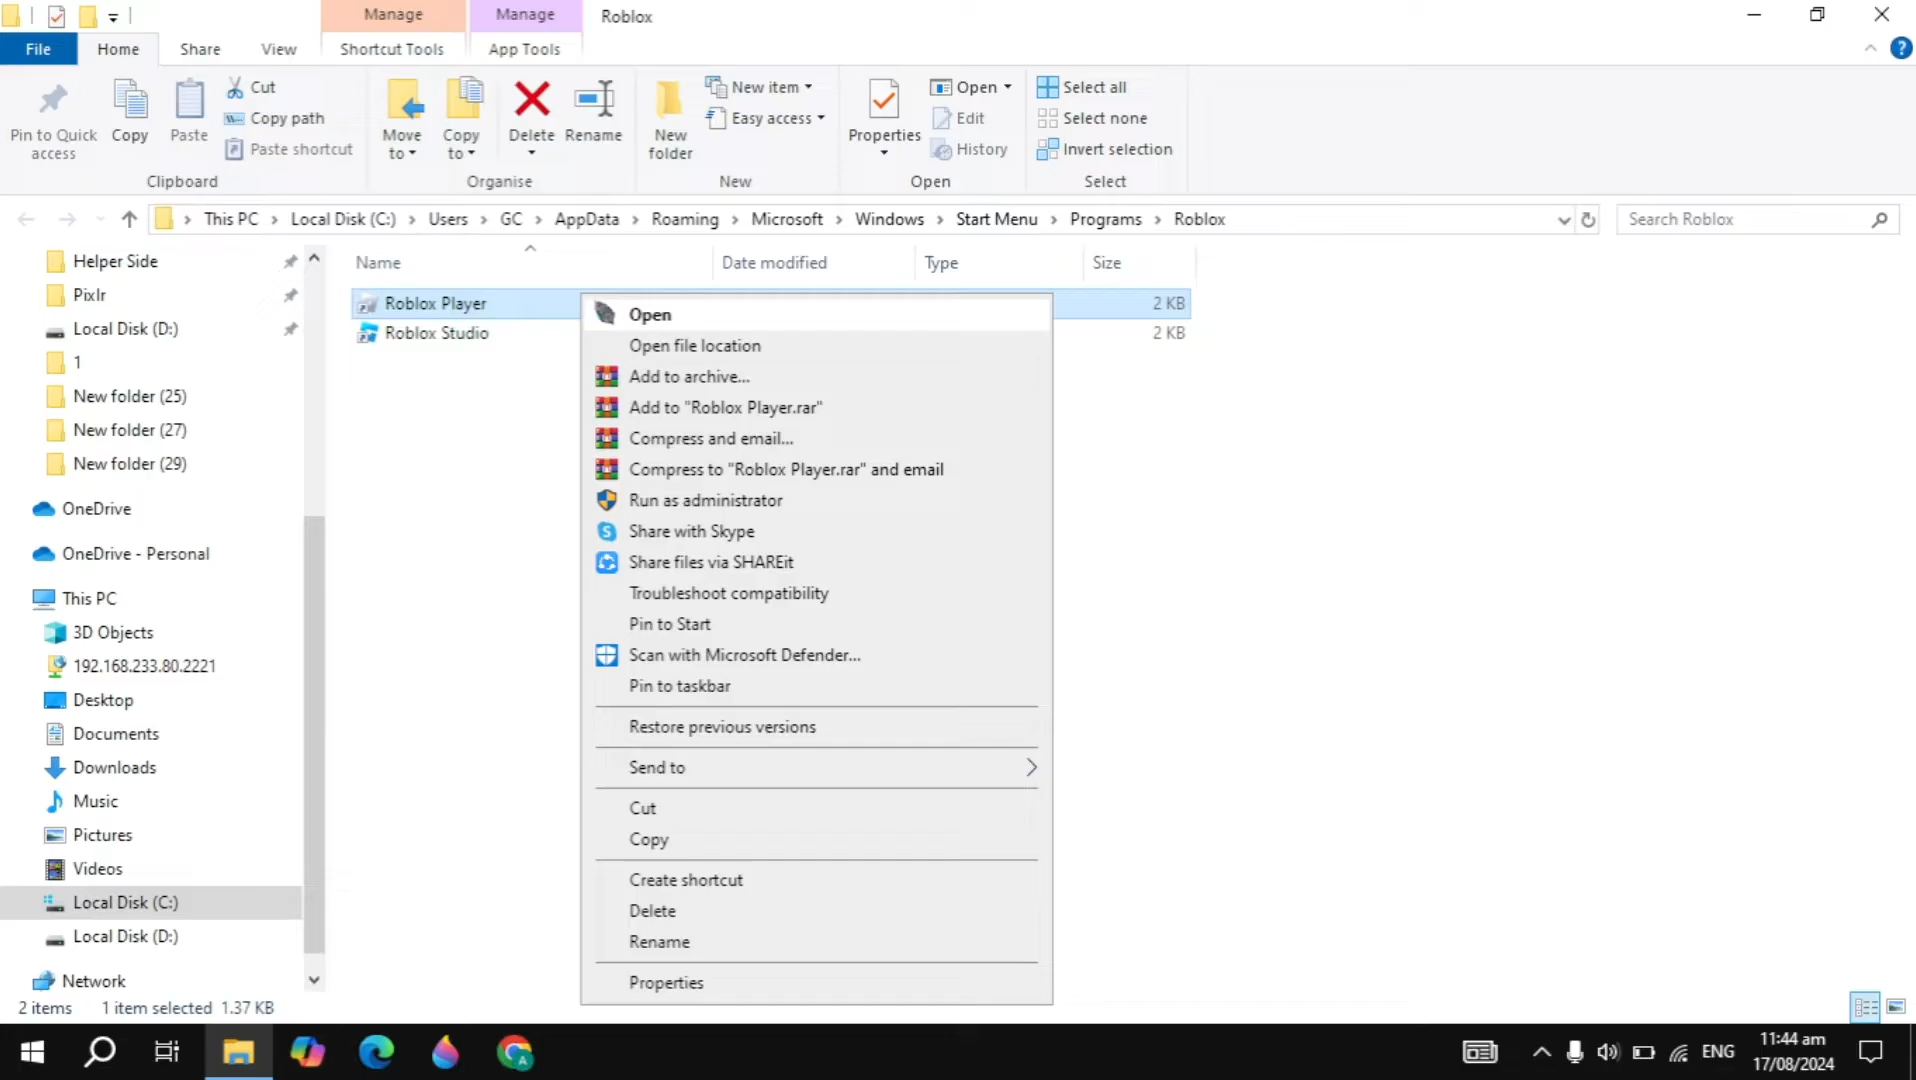 Manage
Manage
Roblox
File
Home
Share
View
Shortcut Tools
App Tools
?
Pin to Quick access
Copy
Paste
Cut
Copy path
Paste shortcut
Clipboard
Move to
Copy to
Delete
Rename
Organise
New folder
New item
Easy access
New
Properties
Open
Edit
History
Open
Select all
Select none
Invert selection
Select
This PC > Local Disk (C:) > Users > GC > AppData > Roaming > Microsoft > Windows > Start Menu > Programs > Roblox
Search Roblox
Helper Side
Pixlr
Local Disk (D:)
1
New folder (25)
New folder (27)
New folder (29)
OneDrive
OneDrive - Personal
This PC
3D Objects
192.168.233.80.2221
Desktop
Documents
Downloads
Music
Pictures
Videos
Local Disk (C:)
Local Disk (D:)
Network
Name
Date modified
Type
Size
Roblox Player
2 KB
Roblox Studio
2 KB
Open
Open file location
Add to archive...
Add to "Roblox Player.rar"
Compress and email...
Compress to "Roblox Player.rar" and email
Run as administrator
Share with Skype
Share files via SHAREit
Troubleshoot compatibility
Pin to Start
Scan with Microsoft Defender...
Pin to taskbar
Restore previous versions
Send to
Cut
Copy
Create shortcut
Delete
Rename
Properties
2 items
1 item selected 1.37 KB
A
ENG
11:44 am
17/08/2024